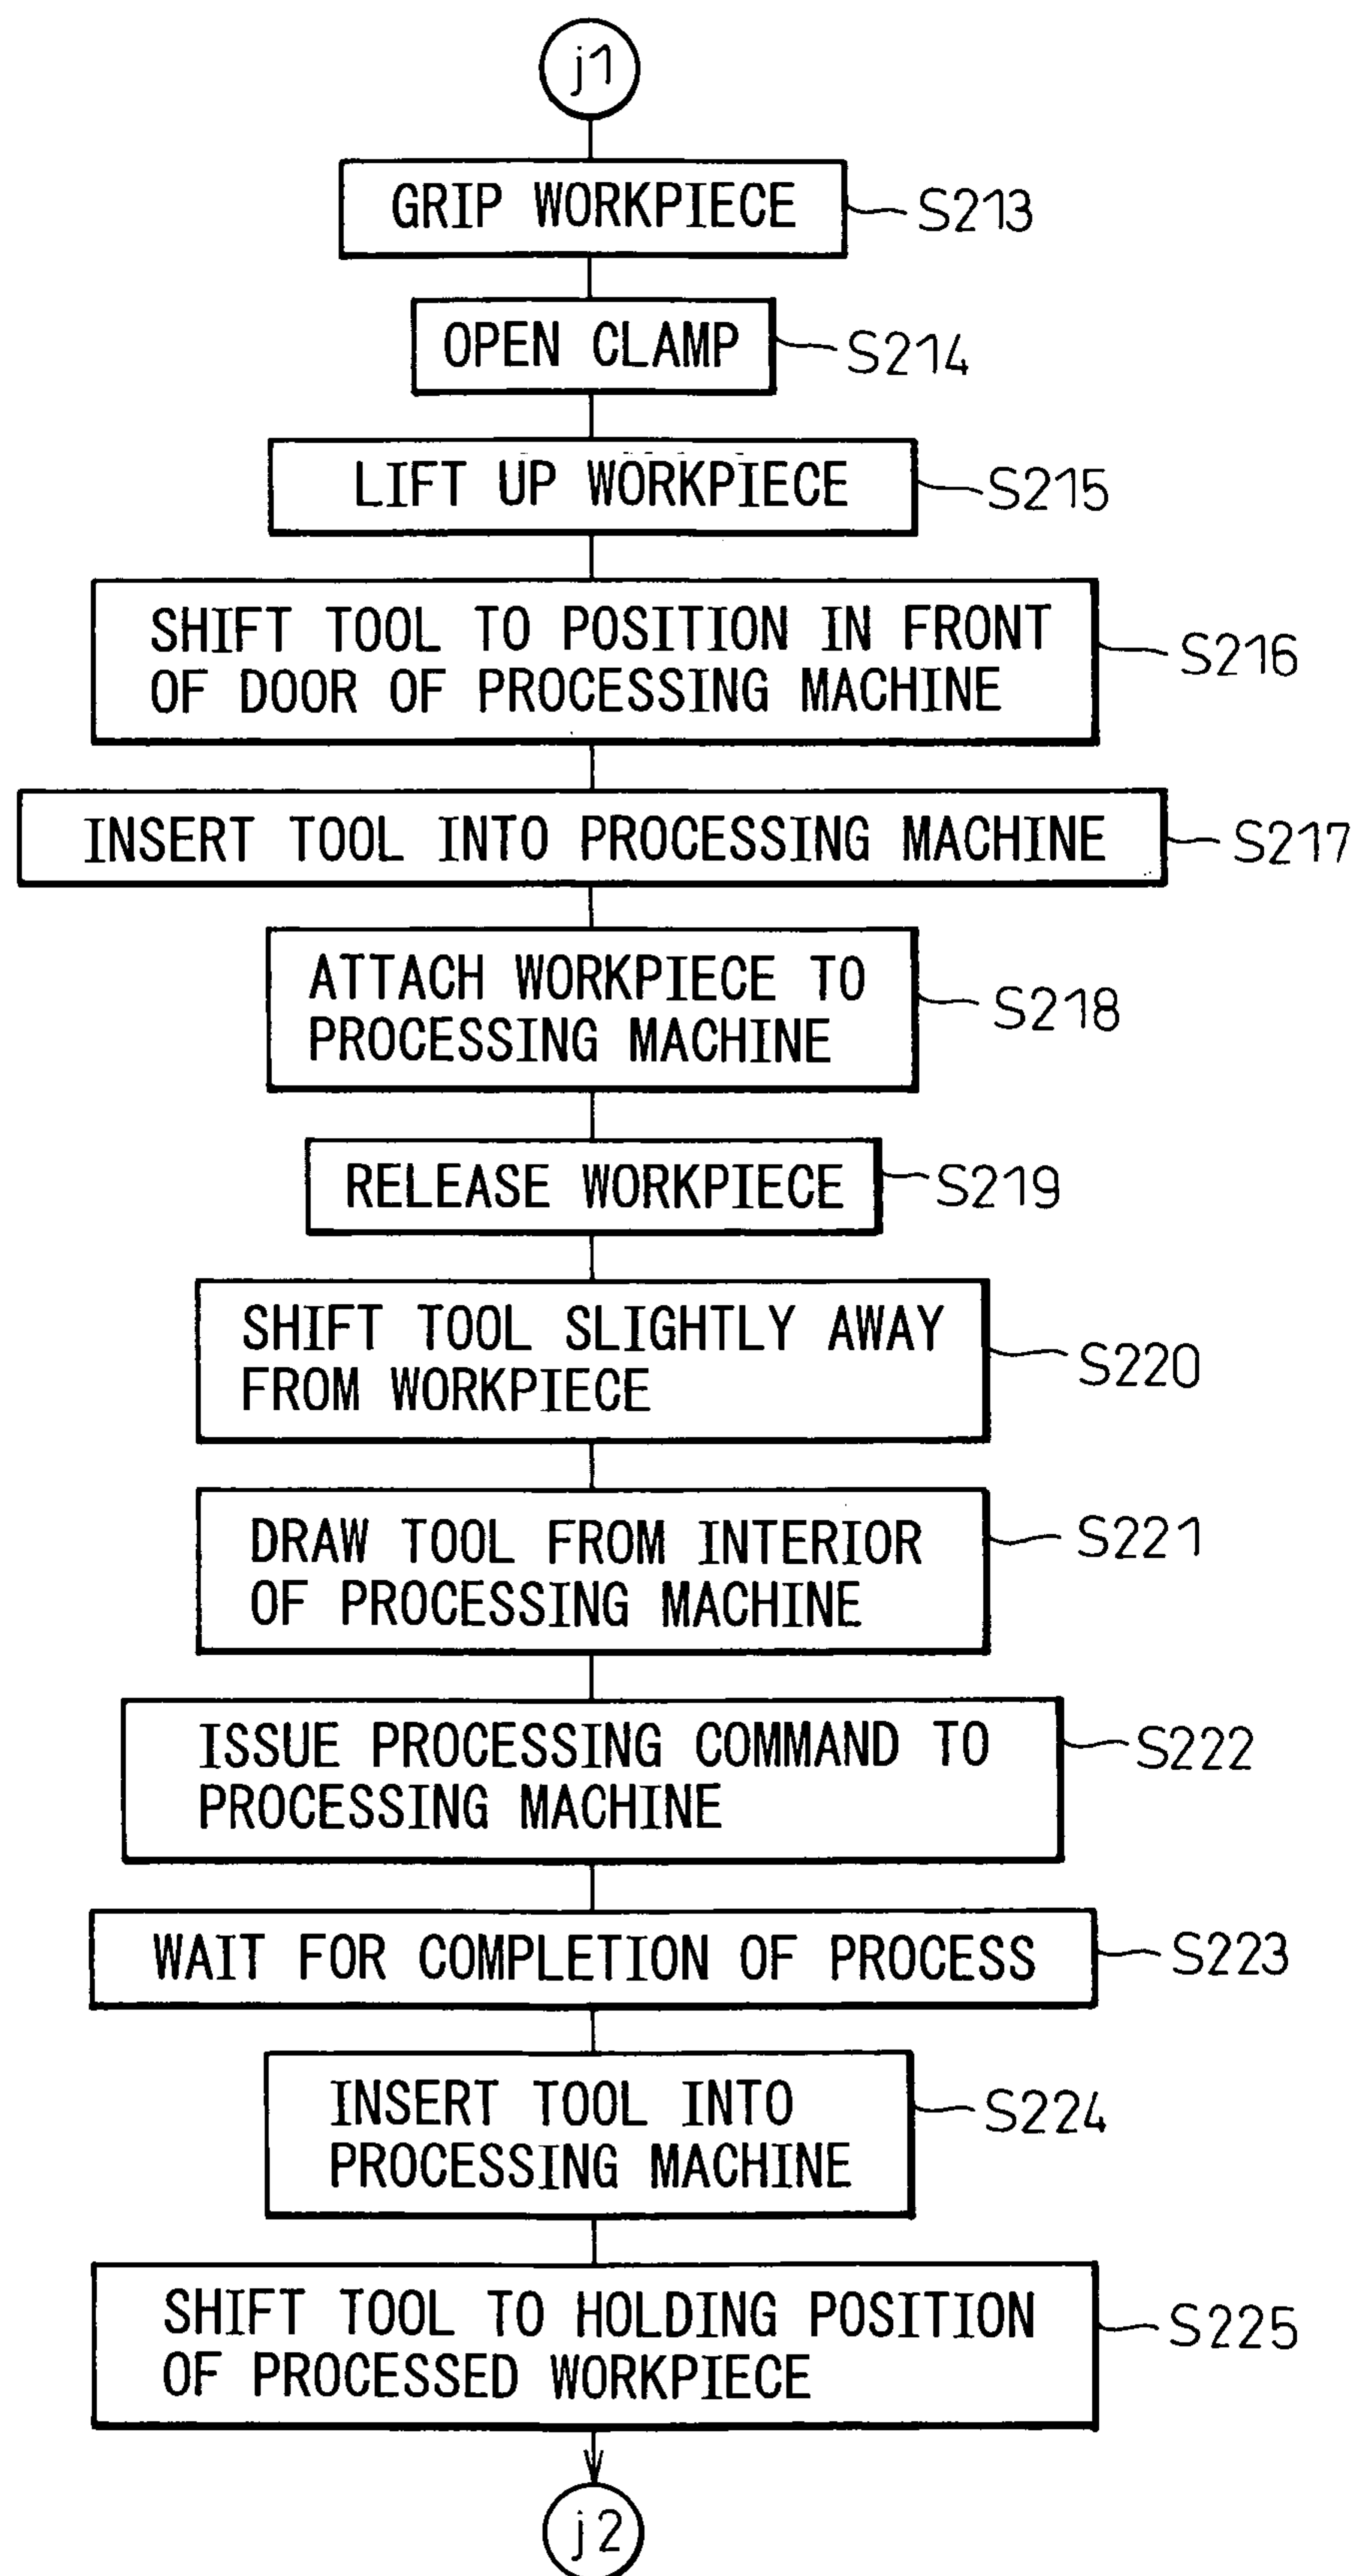 j1
GRIP WORKPIECE
S213
OPEN CLAMP
S214
LIFT UP WORKPIECE
S215
SHIFT TOOL TO POSITION IN FRONT
OF DOOR OF PROCESSING MACHINE
S216
INSERT TOOL INTO PROCESSING MACHINE
S217
ATTACH WORKPIECE TO
PROCESSING MACHINE
S218
RELEASE WORKPIECE
S219
SHIFT TOOL SLIGHTLY AWAY
FROM WORKPIECE
S220
DRAW TOOL FROM INTERIOR
OF PROCESSING MACHINE
S221
ISSUE PROCESSING COMMAND TO
PROCESSING MACHINE
S222
WAIT FOR COMPLETION OF PROCESS
S223
INSERT TOOL INTO
PROCESSING MACHINE
S224
SHIFT TOOL TO HOLDING POSITION
OF PROCESSED WORKPIECE
S225
j2